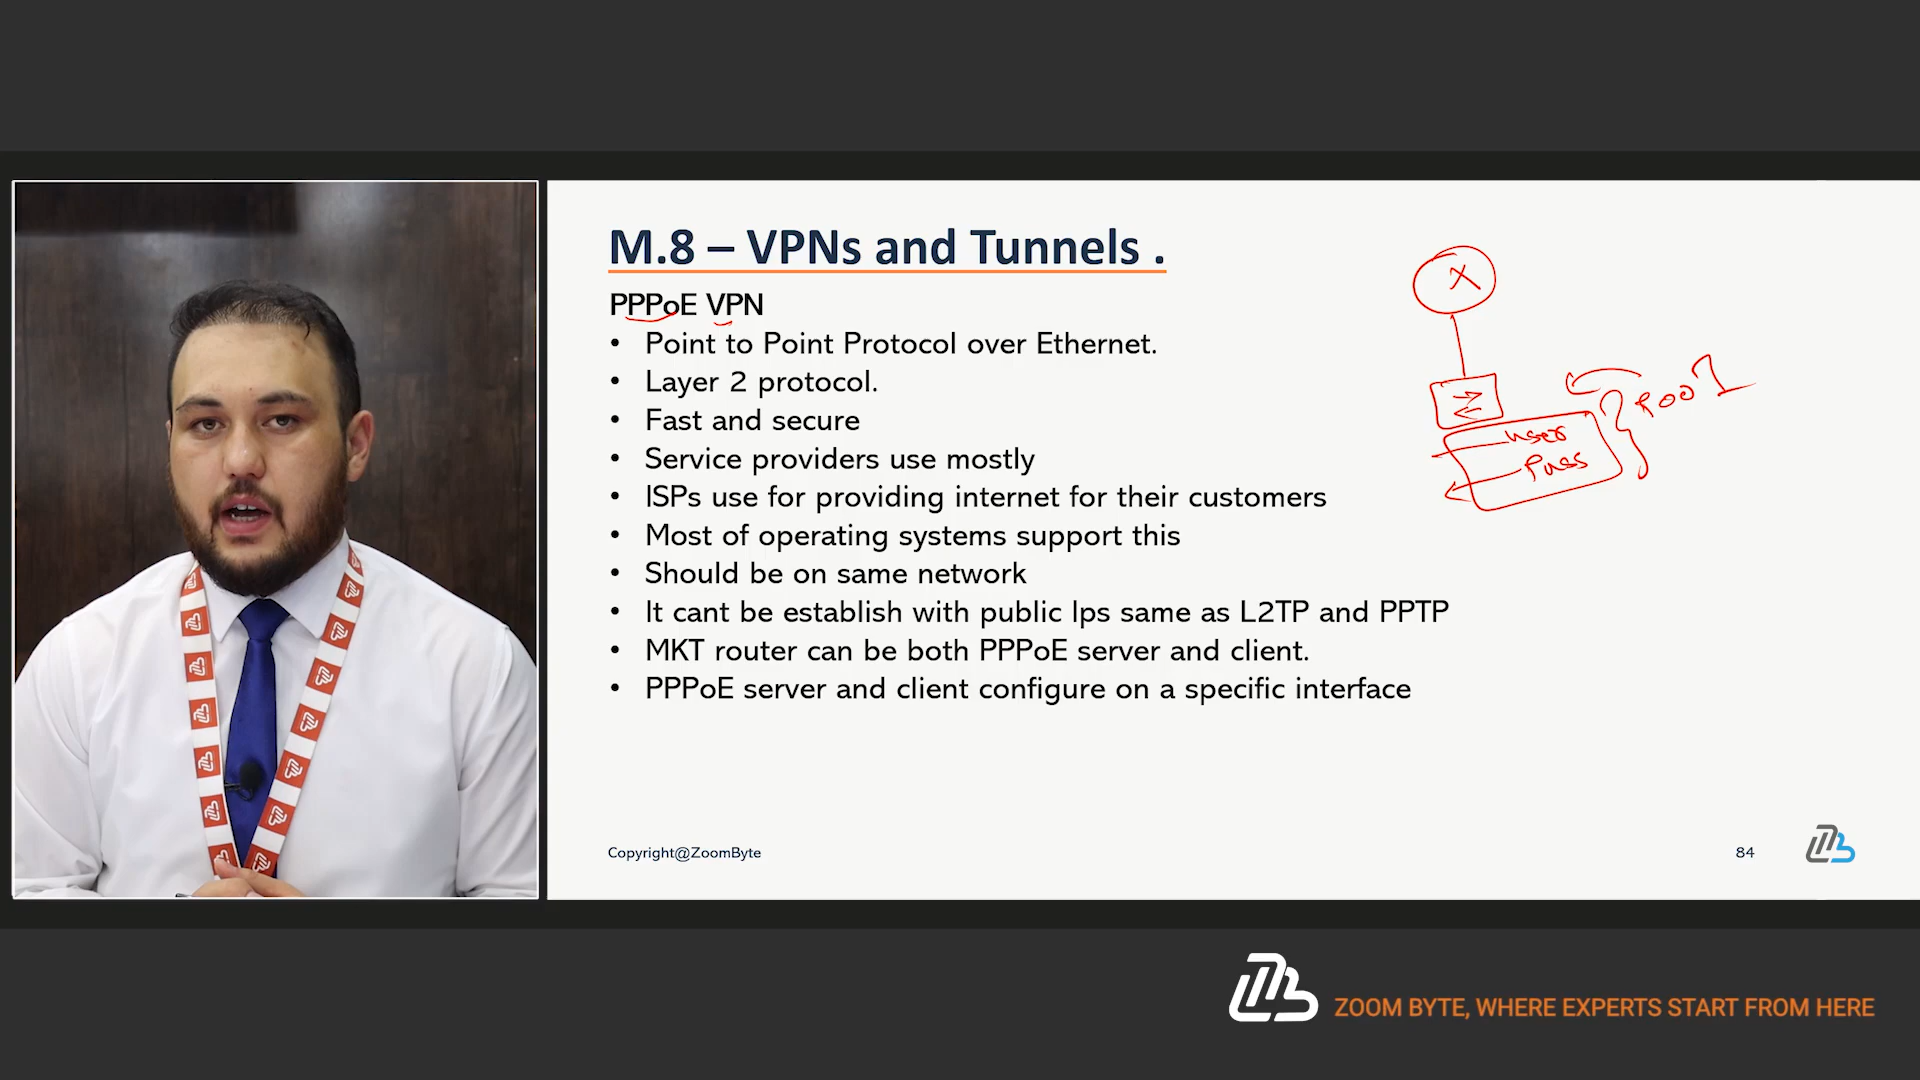 M.8 – VPNs and Tunnels .
PPPoE VPN
• Point to Point Protocol over Ethernet.
• Layer 2 protocol.
• Fast and secure
• Service providers use mostly
• ISPs use for providing internet for their customers
• Most of operating systems support this
• Should be on same network
• It cant be establish with public Ips same as L2TP and PPTP
• MKT router can be both PPPoE server and client.
• PPPoE server and client configure on a specific interface
X
Pool
user
Pass
Copyright@ZoomByte
84
ZOOM BYTE, WHERE EXPERTS START FROM HERE